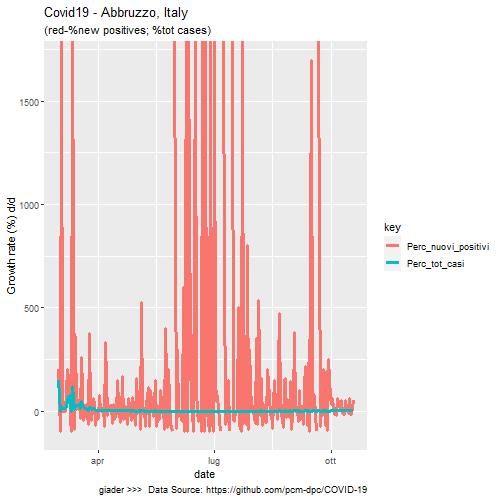 Covid19 - Abbruzzo, Italy
(red-%new positives; %tot cases)
Growth rate (%) d/d
1500
1000
500
0
apr
lug
ott
date
key
Perc_nuovi_positivi
Perc_tot_casi
giader >>> Data Source: https://github.com/pcm-dpc/COVID-19